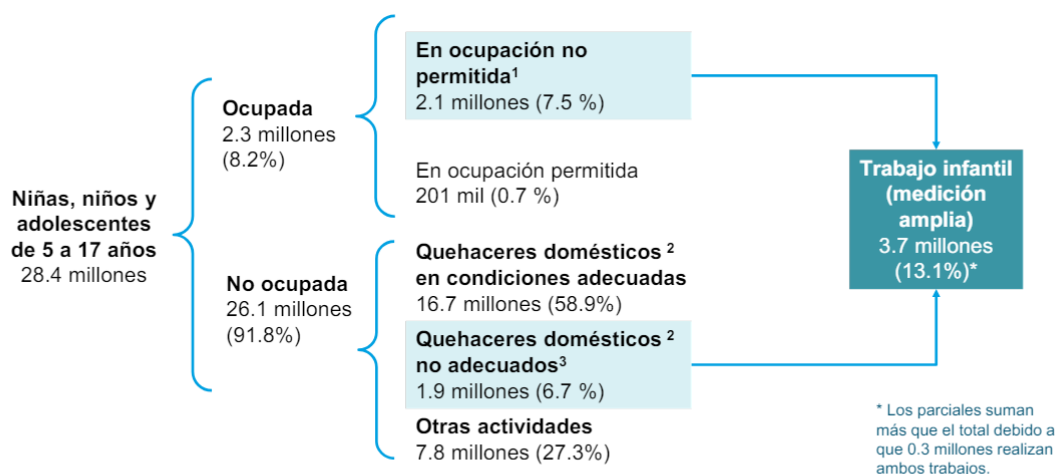 Niñas, niños y
adolescentes
de 5 a 17 años
28.4 millones
Ocupada
2.3 millones
(8.2%)
En ocupación no
permitida¹
2.1 millones (7.5 %)
En ocupación permitida
201 mil (0.7 %)
No ocupada
26.1 millones
(91.8%)
Quehaceres domésticos ²
en condiciones adecuadas
16.7 millones (58.9%)
Quehaceres domésticos ²
no adecuados³
1.9 millones (6.7 %)
Otras actividades
7.8 millones (27.3%)
Trabajo infantil
(medición
amplia)
3.7 millones
(13.1%)*
* Los parciales suman
más que el total debido a
que 0.3 millones realizan
ambos trabajos.